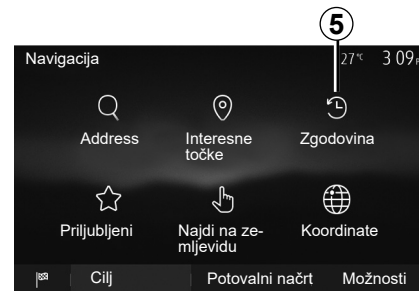 5
Navigacija 27°C 3 09
Address Interesne točke Zgodovina
Priljubljeni Najdi na ze-
mljevidu Koordinate
Cilj Potovalni načrt Možnosti